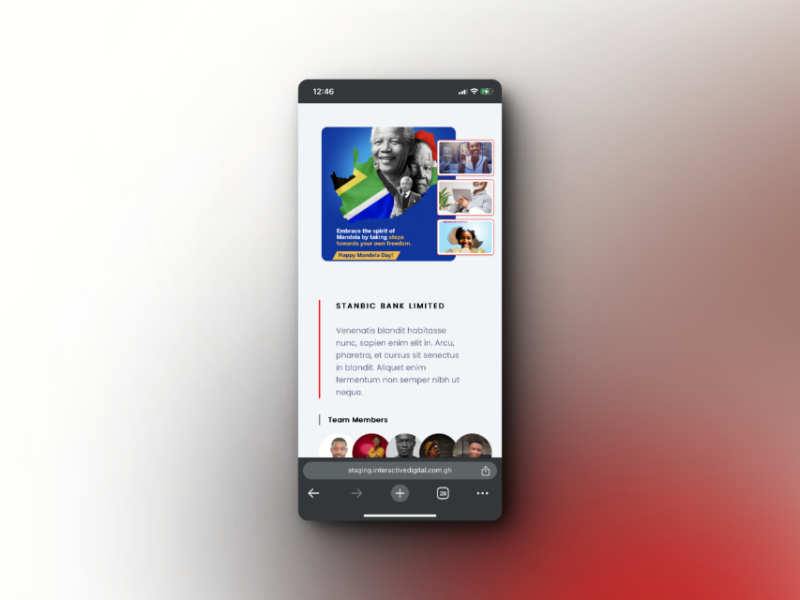 12:46
Embrace the spirit of
Mandela by taking steps
towards your own freedom.
Happy Mandela Day!
STANBIC BANK LIMITED
Venenatis blandit habitasse
nunc, sapien enim elit in. Arcu,
pharetra, et cursus sit senectus
in blandit. Aliquet enim
fermentum non semper nibh ut
neque.
Team Members
staging.interactivedigital.com.gh
28